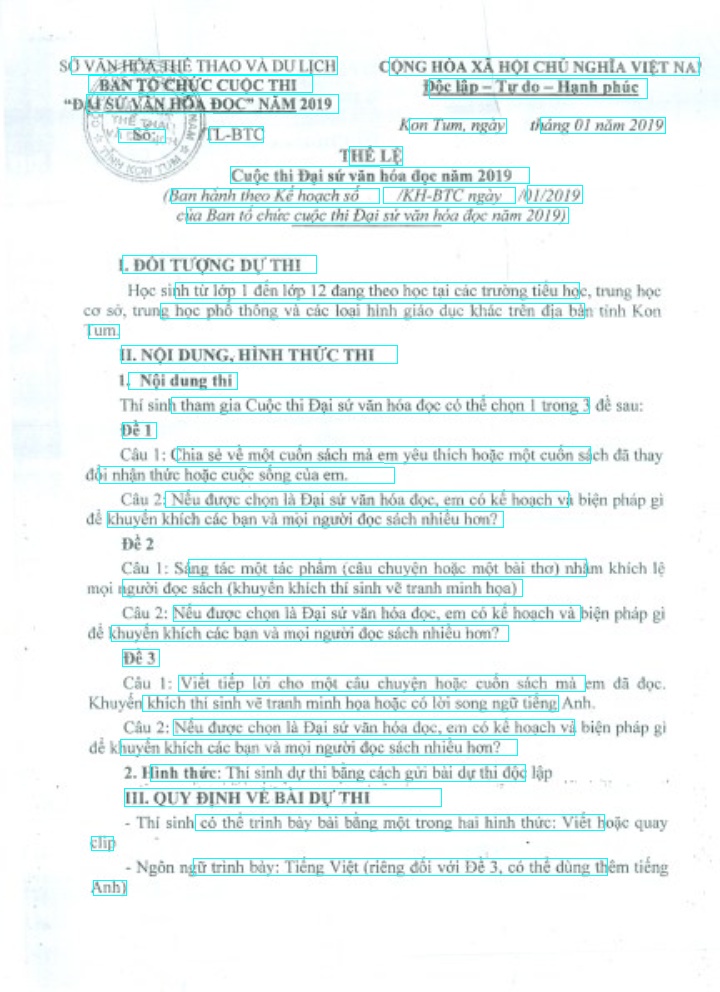 SỞ VĂN HÓA, THỂ THAO VÀ DU LỊCH
BAN TỔ CHỨC CUỘC THI
“ĐẠI SỨ VĂN HÓA ĐỌC” NĂM 2019
Số: /TL-BTC
CỘNG HÒA XÃ HỘI CHỦ NGHĨA VIỆT NA
Độc lập – Tự do – Hạnh phúc
Kon Tum, ngày tháng 01 năm 2019
THỂ LỆ
Cuộc thi Đại sứ văn hóa đọc năm 2019
(Ban hành theo Kế hoạch số /KH-BTC ngày /01/2019
của Ban tổ chức cuộc thi Đại sứ văn hóa đọc năm 2019)
I. ĐỐI TƯỢNG DỰ THI
Học sinh từ lớp 1 đến lớp 12 đang theo học tại các trường tiểu học, trung học
cơ sở, trung học phổ thông và các loại hình giáo dục khác trên địa bàn tỉnh Kon
Tum.
II. NỘI DUNG, HÌNH THỨC THI
1. Nội dung thi
Thí sinh tham gia Cuộc thi Đại sứ văn hóa đọc có thể chọn 1 trong 3 đề sau:
Đề 1
Câu 1: Chia sẻ về một cuốn sách mà em yêu thích hoặc một cuốn sách đã thay
đổi nhận thức hoặc cuộc sống của em.
Câu 2: Nếu được chọn là Đại sứ văn hóa đọc, em có kế hoạch và biện pháp gì
để khuyến khích các bạn và mọi người đọc sách nhiều hơn?
Đề 2
Câu 1: Sáng tác một tác phẩm (câu chuyện hoặc một bài thơ) nhằm khích lệ
mọi người đọc sách (khuyến khích thí sinh vẽ tranh minh họa)
Câu 2: Nếu được chọn là Đại sứ văn hóa đọc, em có kế hoạch và biện pháp gì
để khuyến khích các bạn và mọi người đọc sách nhiều hơn?
Đề 3
Câu 1: Viết tiếp lời cho một câu chuyện hoặc cuốn sách mà em đã đọc.
Khuyến khích thí sinh vẽ tranh minh họa hoặc có lời song ngữ tiếng Anh.
Câu 2: Nếu được chọn là Đại sứ văn hóa đọc, em có kế hoạch và biện pháp gì
để khuyến khích các bạn và mọi người đọc sách nhiều hơn?
2. Hình thức: Thí sinh dự thi bằng cách gửi bài dự thi độc lập
III. QUY ĐỊNH VỀ BÀI DỰ THI
- Thí sinh có thể trình bày bài bằng một trong hai hình thức: Viết hoặc quay
clip
- Ngôn ngữ trình bày: Tiếng Việt (riêng đối với Đề 3, có thể dùng thêm tiếng
Anh)